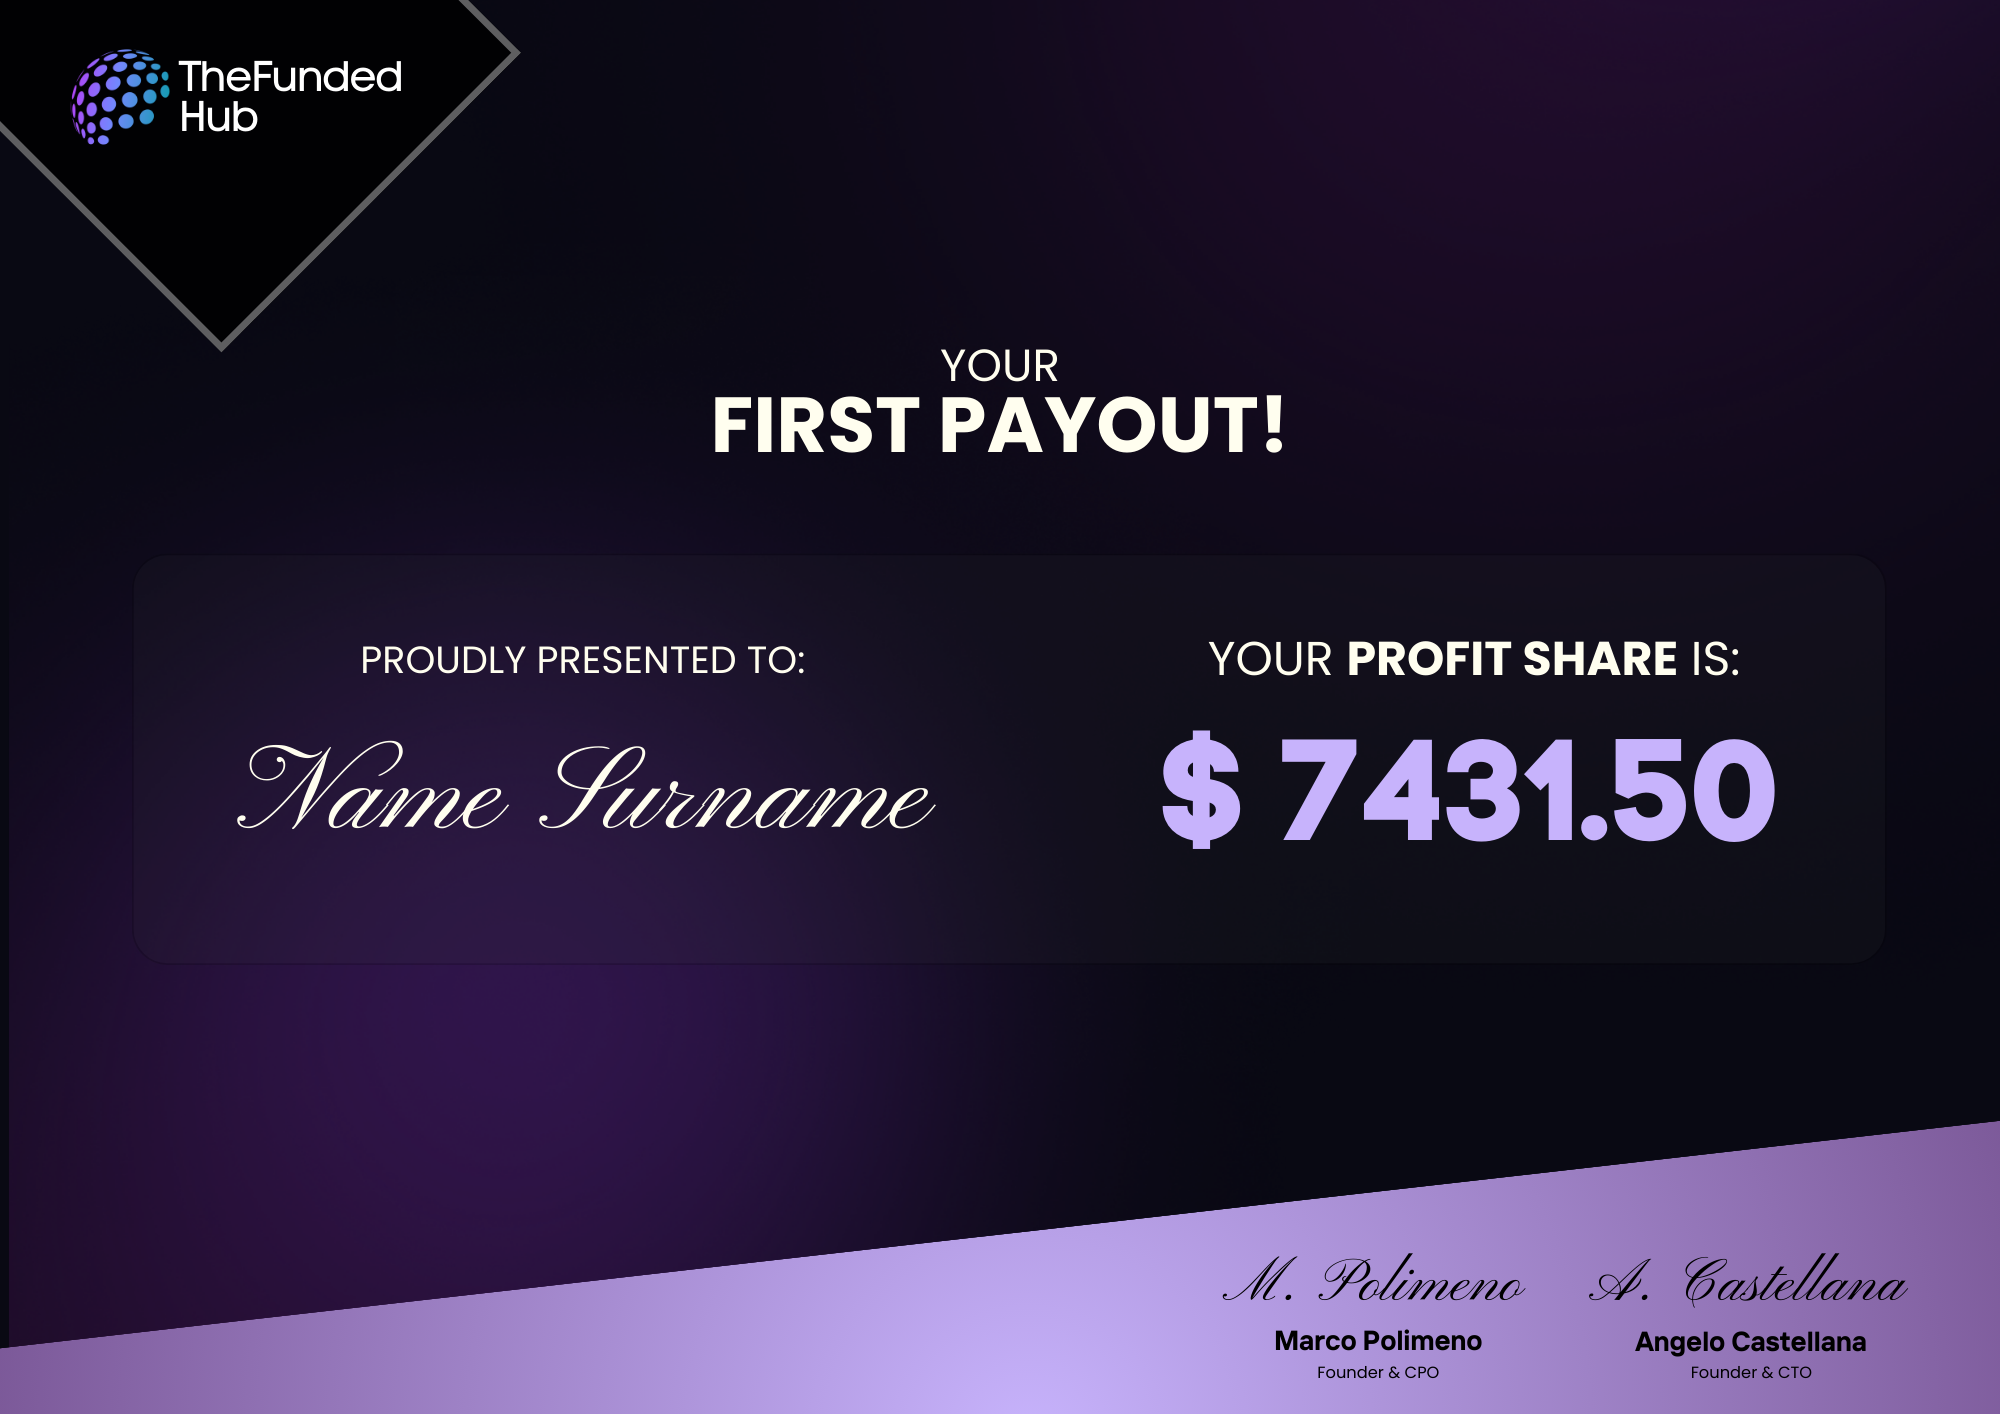 TheFunded
Hub
YOUR
FIRST PAYOUT!
PROUDLY PRESENTED TO:
Name Surname
YOUR PROFIT SHARE IS:
$ 7431.50
M. Polimeno
Marco Polimeno
Founder & CPO
A. Castellana
Angelo Castellana
Founder & CTO